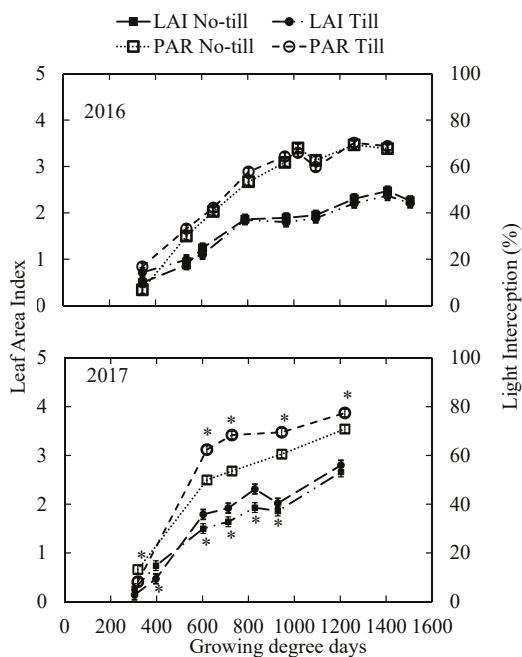 LAI No-till LAI Till
PAR No-till PAR Till
5 100
2016
4 80
3 60
2 40
1 20
0 0
Leaf Area Index
Light Interception (%)
5 100
2017
4 80
* * * *
3 60
2 40
* * * *
1 20
* *
0 0
0 200 400 600 800 1000 1200 1400 1600
Growing degree days